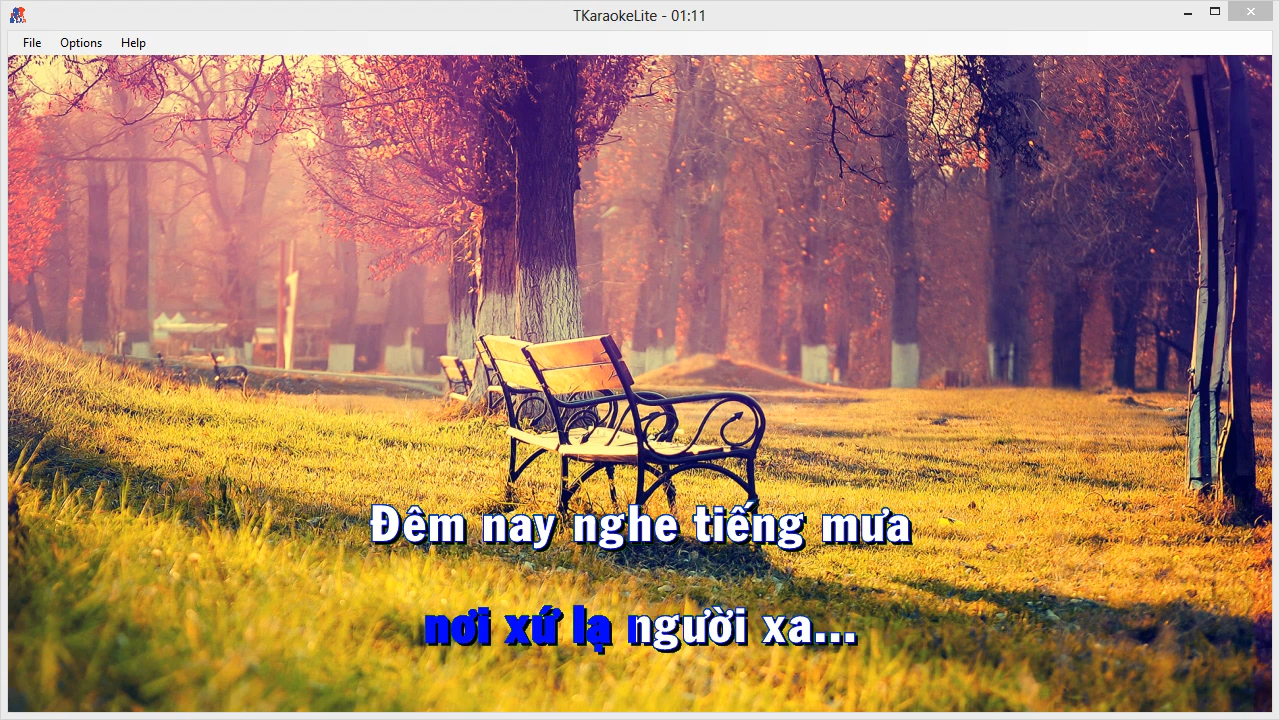 TKaraokeLite - 01:11
File Options Help
Đêm nay nghe tiếng mưa
nơi xứ lạ người xa...